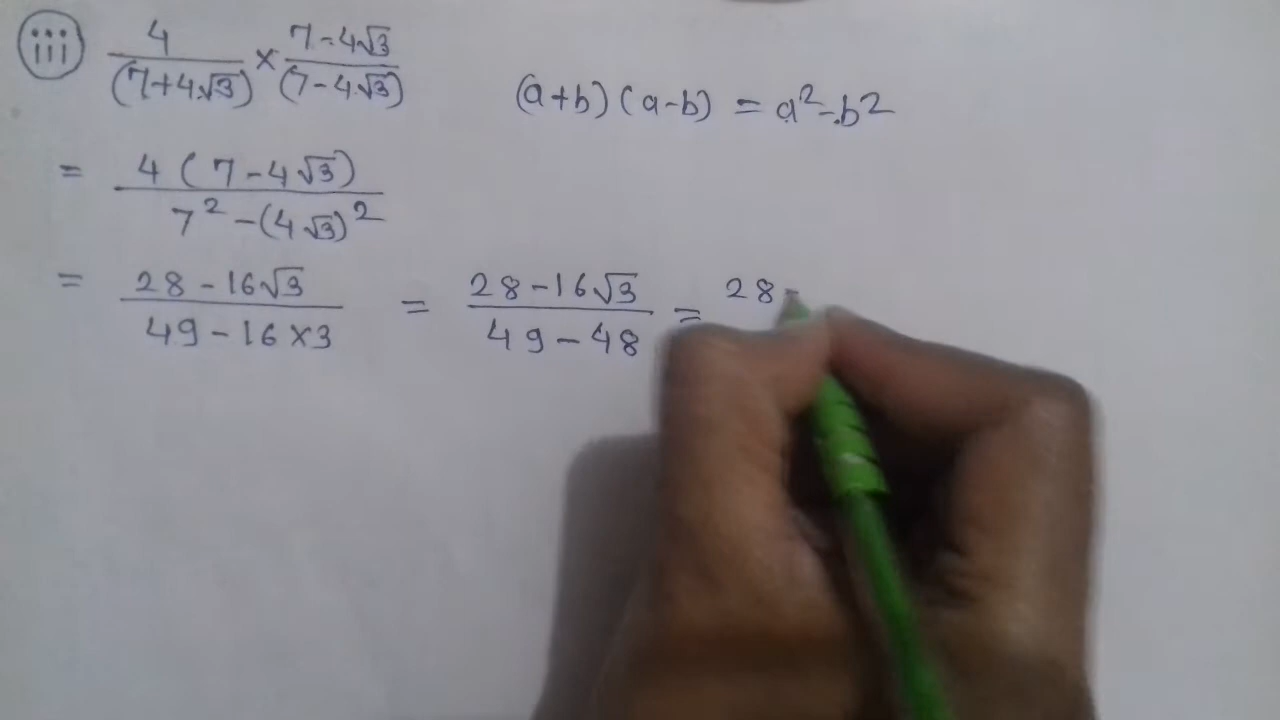 iii 4/(7+4√3) × 7-4√3/(7-4√3)
(a+b)(a-b) = a²-b²
= 4(7-4√3)/7²-(4√3)²
= 28-16√3/49-16×3 = 28-16√3/49-48 = 28-